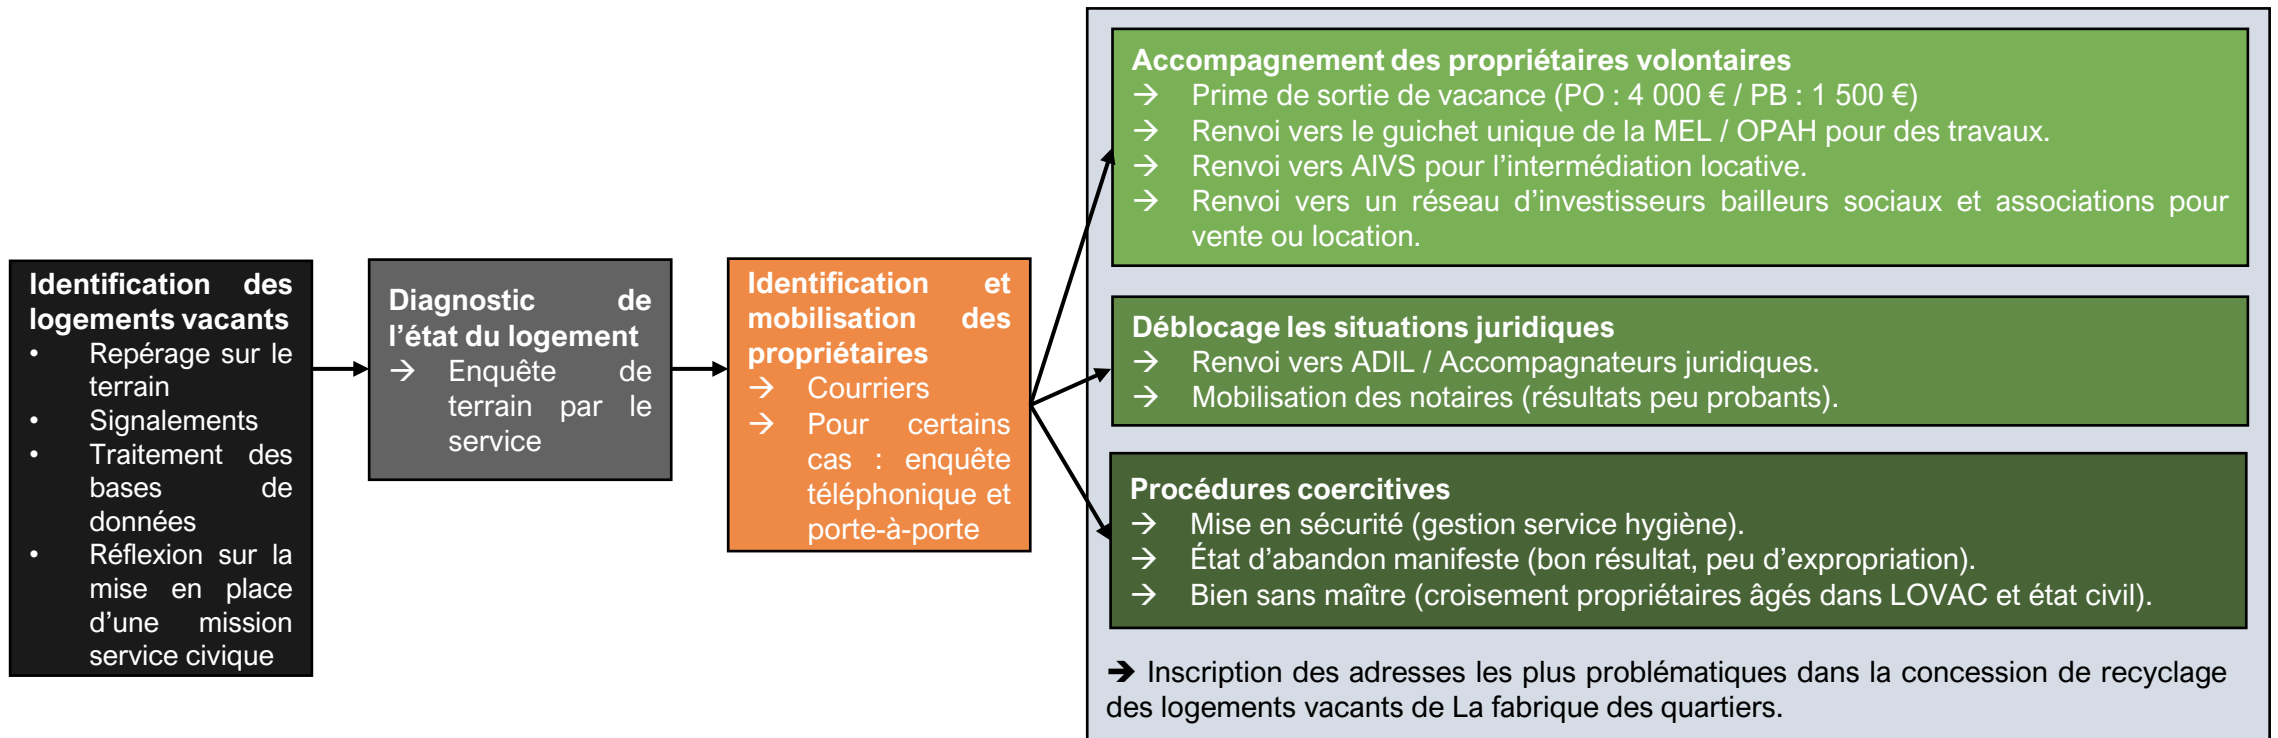 Identification des
logements vacants
• Repérage sur le
terrain
• Signalements
• Traitement des
bases de
données
• Réflexion sur la
mise en place
d’une mission
service civique
Diagnostic de
l’état du logement
→ Enquête de
terrain par le
service
Identification et
mobilisation des
propriétaires
→ Courriers
→ Pour certains
cas : enquête
téléphonique et
porte-à-porte
Accompagnement des propriétaires volontaires
→ Prime de sortie de vacance (PO : 4 000 € / PB : 1 500 €)
→ Renvoi vers le guichet unique de la MEL / OPAH pour des travaux.
→ Renvoi vers AIVS pour l’intermédiation locative.
→ Renvoi vers un réseau d’investisseurs bailleurs sociaux et associations pour
vente ou location.
Déblocage les situations juridiques
→ Renvoi vers ADIL / Accompagnateurs juridiques.
→ Mobilisation des notaires (résultats peu probants).
Procédures coercitives
→ Mise en sécurité (gestion service hygiène).
→ État d’abandon manifeste (bon résultat, peu d’expropriation).
→ Bien sans maître (croisement propriétaires âgés dans LOVAC et état civil).
➔ Inscription des adresses les plus problématiques dans la concession de recyclage
des logements vacants de La fabrique des quartiers.